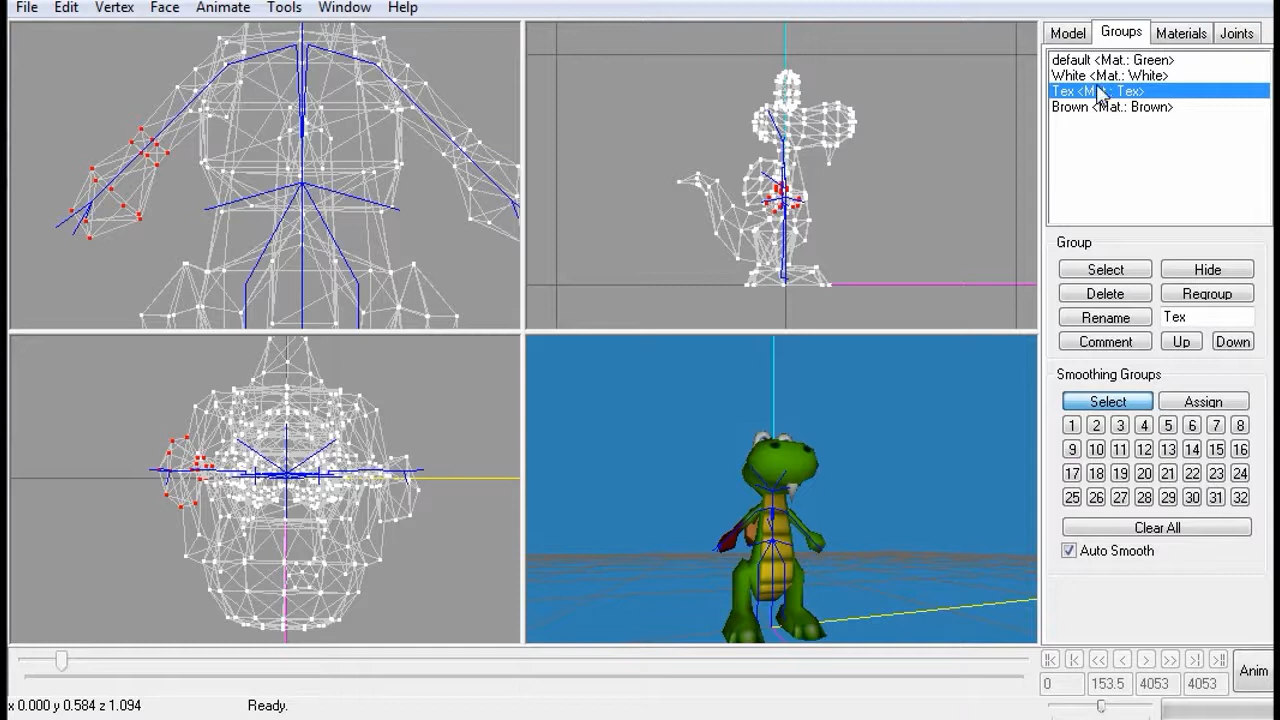 File Edit Vertex Face Animate Tools Window Help
Model Groups Materials Joints
default <Mat.: Green>
White <Mat.: White>
Tex <Mat.: Tex>
Brown <Mat.: Brown>
Group
Select Hide
Delete Regroup
Rename Tex
Comment Up Down
Smoothing Groups
Select Assign
1 2 3 4 5 6 7 8
9 10 11 12 13 14 15 16
17 18 19 20 21 22 23 24
25 26 27 28 29 30 31 32
Clear All
Auto Smooth
|< |< << < > >> >| >||
Anim
0 153.5 4053 4053
x 0.000 y 0.584 z 1.094 Ready.